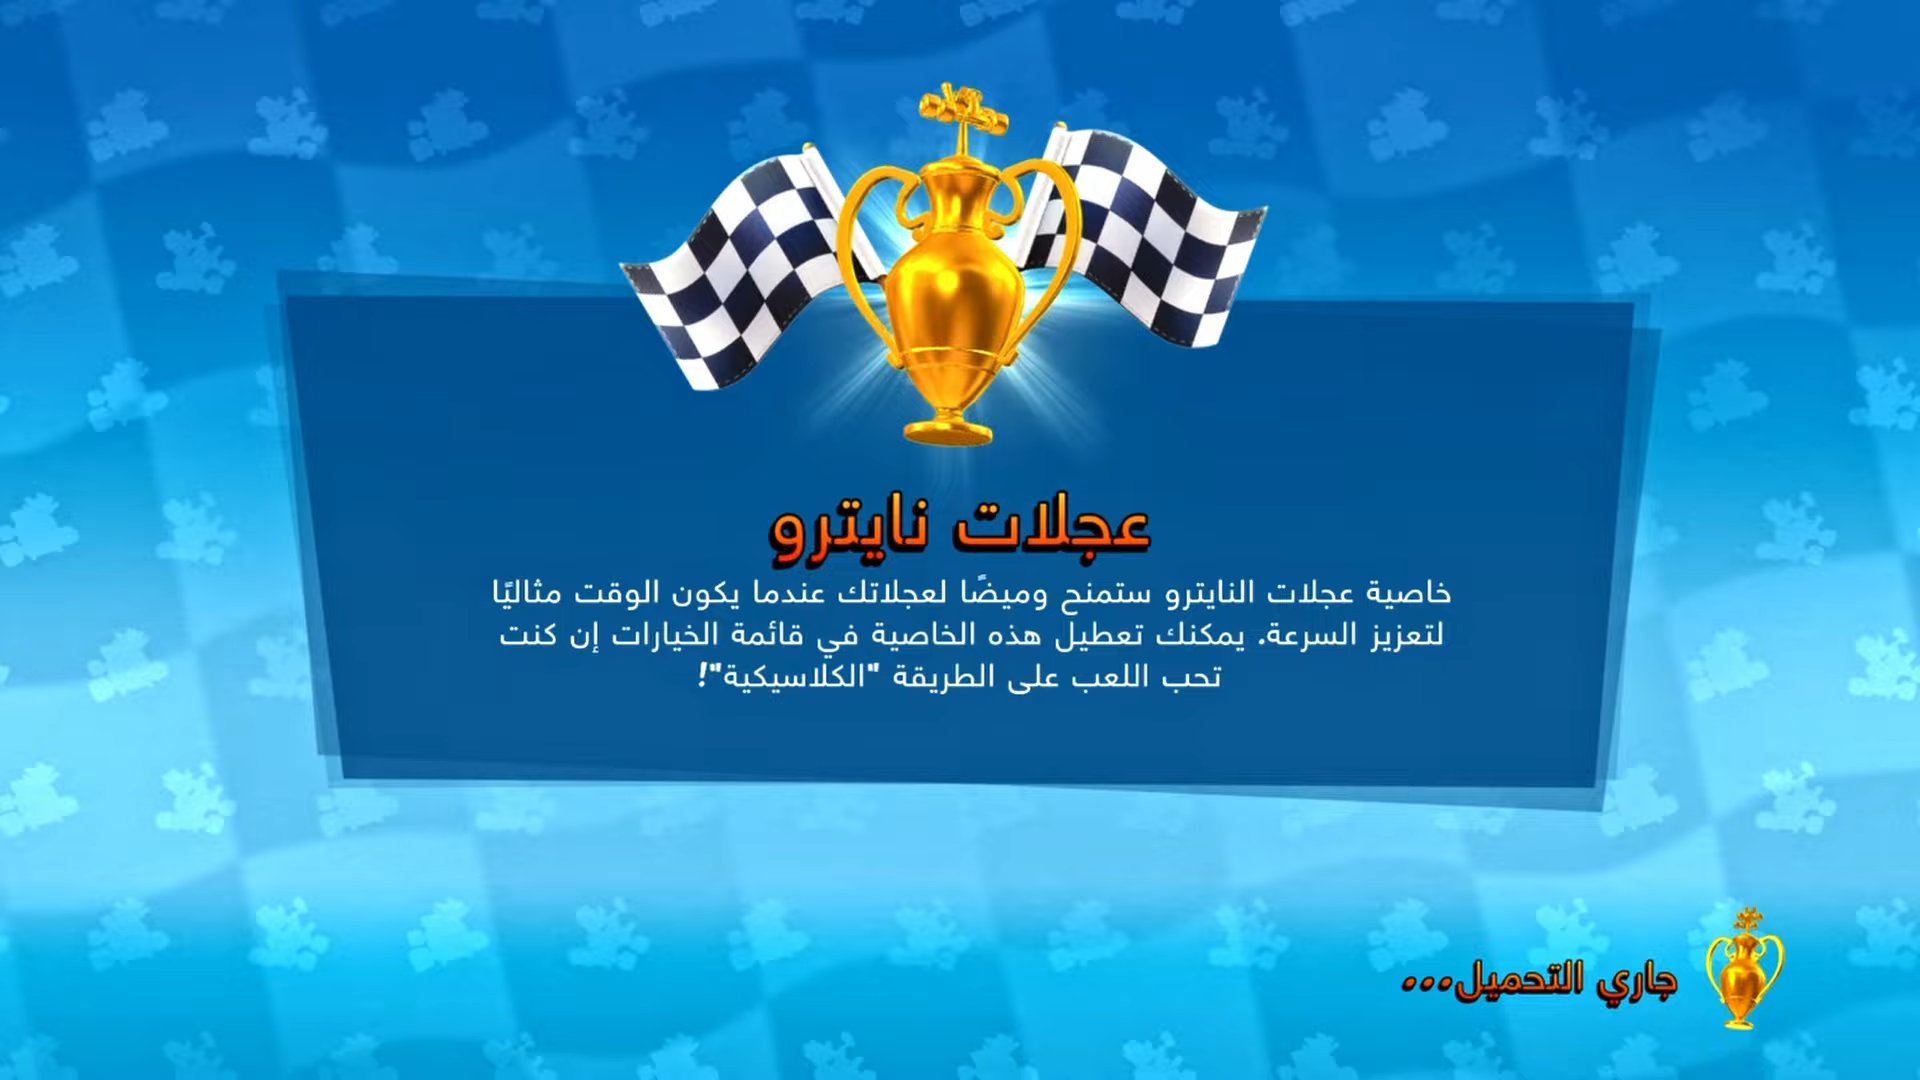 عجلات نايترو
خاصية عجلات النايترو ستمنح وميضًا لعجلاتك عندما يكون الوقت مثاليًا
لتعزيز السرعة. يمكنك تعطيل هذه الخاصية في قائمة الخيارات إن كنت
تحب اللعب على الطريقة "الكلاسيكية"!
جاري التحميل...